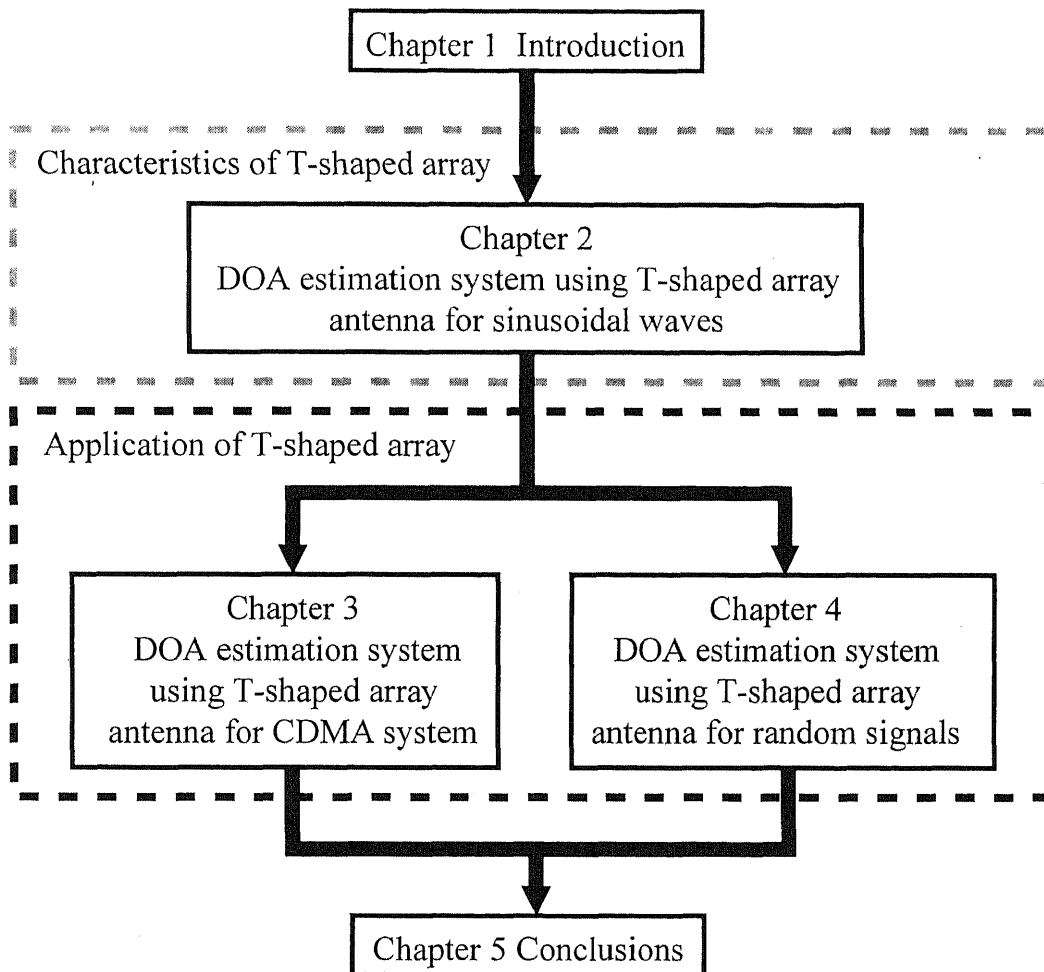 Chapter 1 Introduction
Characteristics of T-shaped array
Chapter 2
DOA estimation system using T-shaped array
antenna for sinusoidal waves
Application of T-shaped array
Chapter 3
DOA estimation system
using T-shaped array
antenna for CDMA system
Chapter 4
DOA estimation system
using T-shaped array
antenna for random signals
Chapter 5 Conclusions